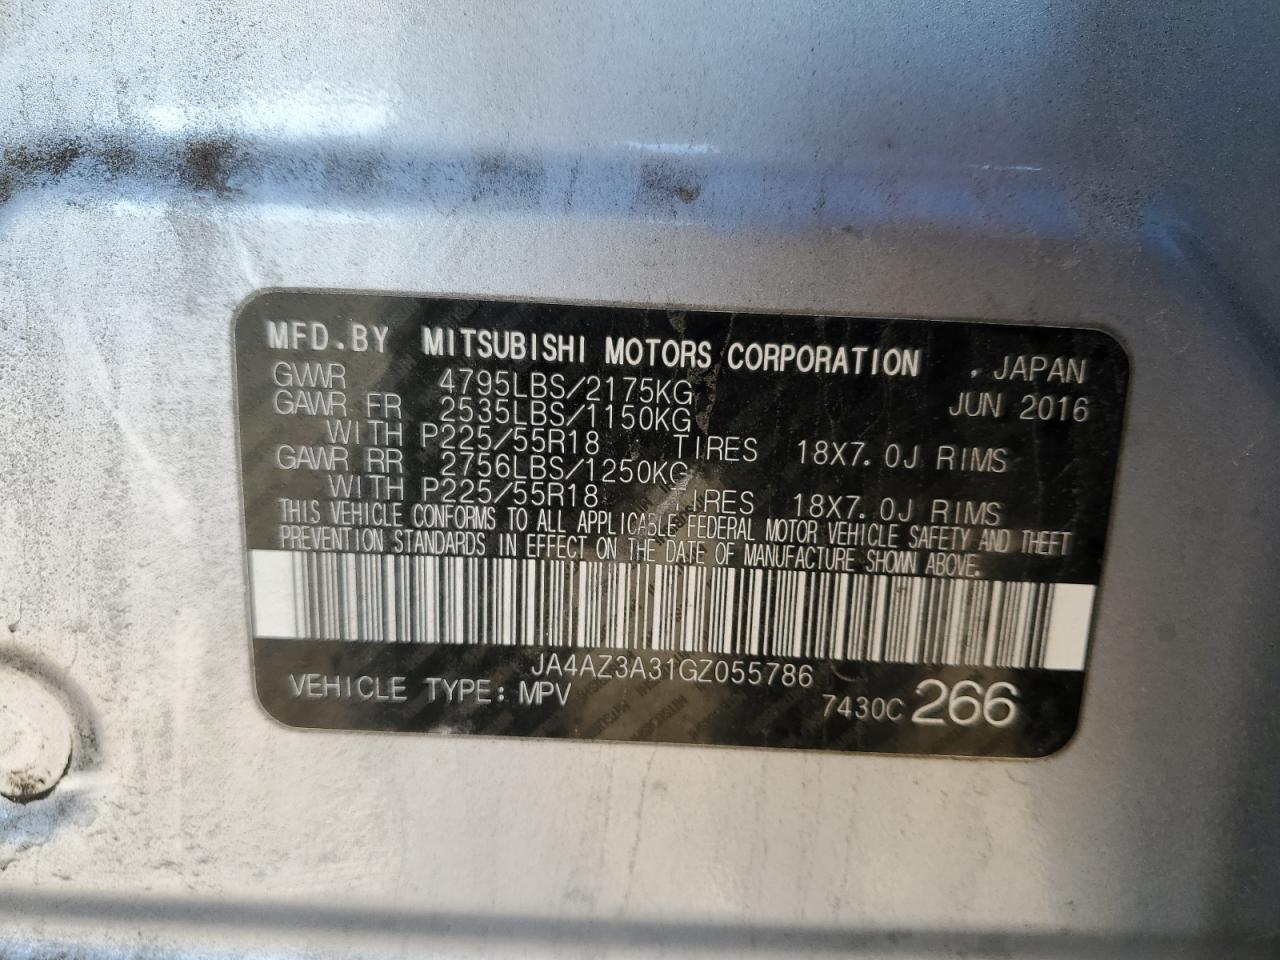 MFD.BY MITSUBISHI MOTORS CORPORATION , JAPAN
GVWR 4795LBS/2175KG JUN 2016
GAWR FR 2535LBS/1150KG
WITH P225/55R18 TIRES 18X7.0J RIMS
GAWR RR 2756LBS/1250KG
WITH P225/55R18 TIRES 18X7.0J RIMS
THIS VEHICLE CONFORMS TO ALL APPLICABLE FEDERAL MOTOR VEHICLE SAFETY AND THEFT
PREVENTION STANDARDS IN EFFECT ON THE DATE OF MANUFACTURE SHOWN ABOVE.
JA4AZ3A31GZ055786
VEHICLE TYPE: MPV 7430C 266